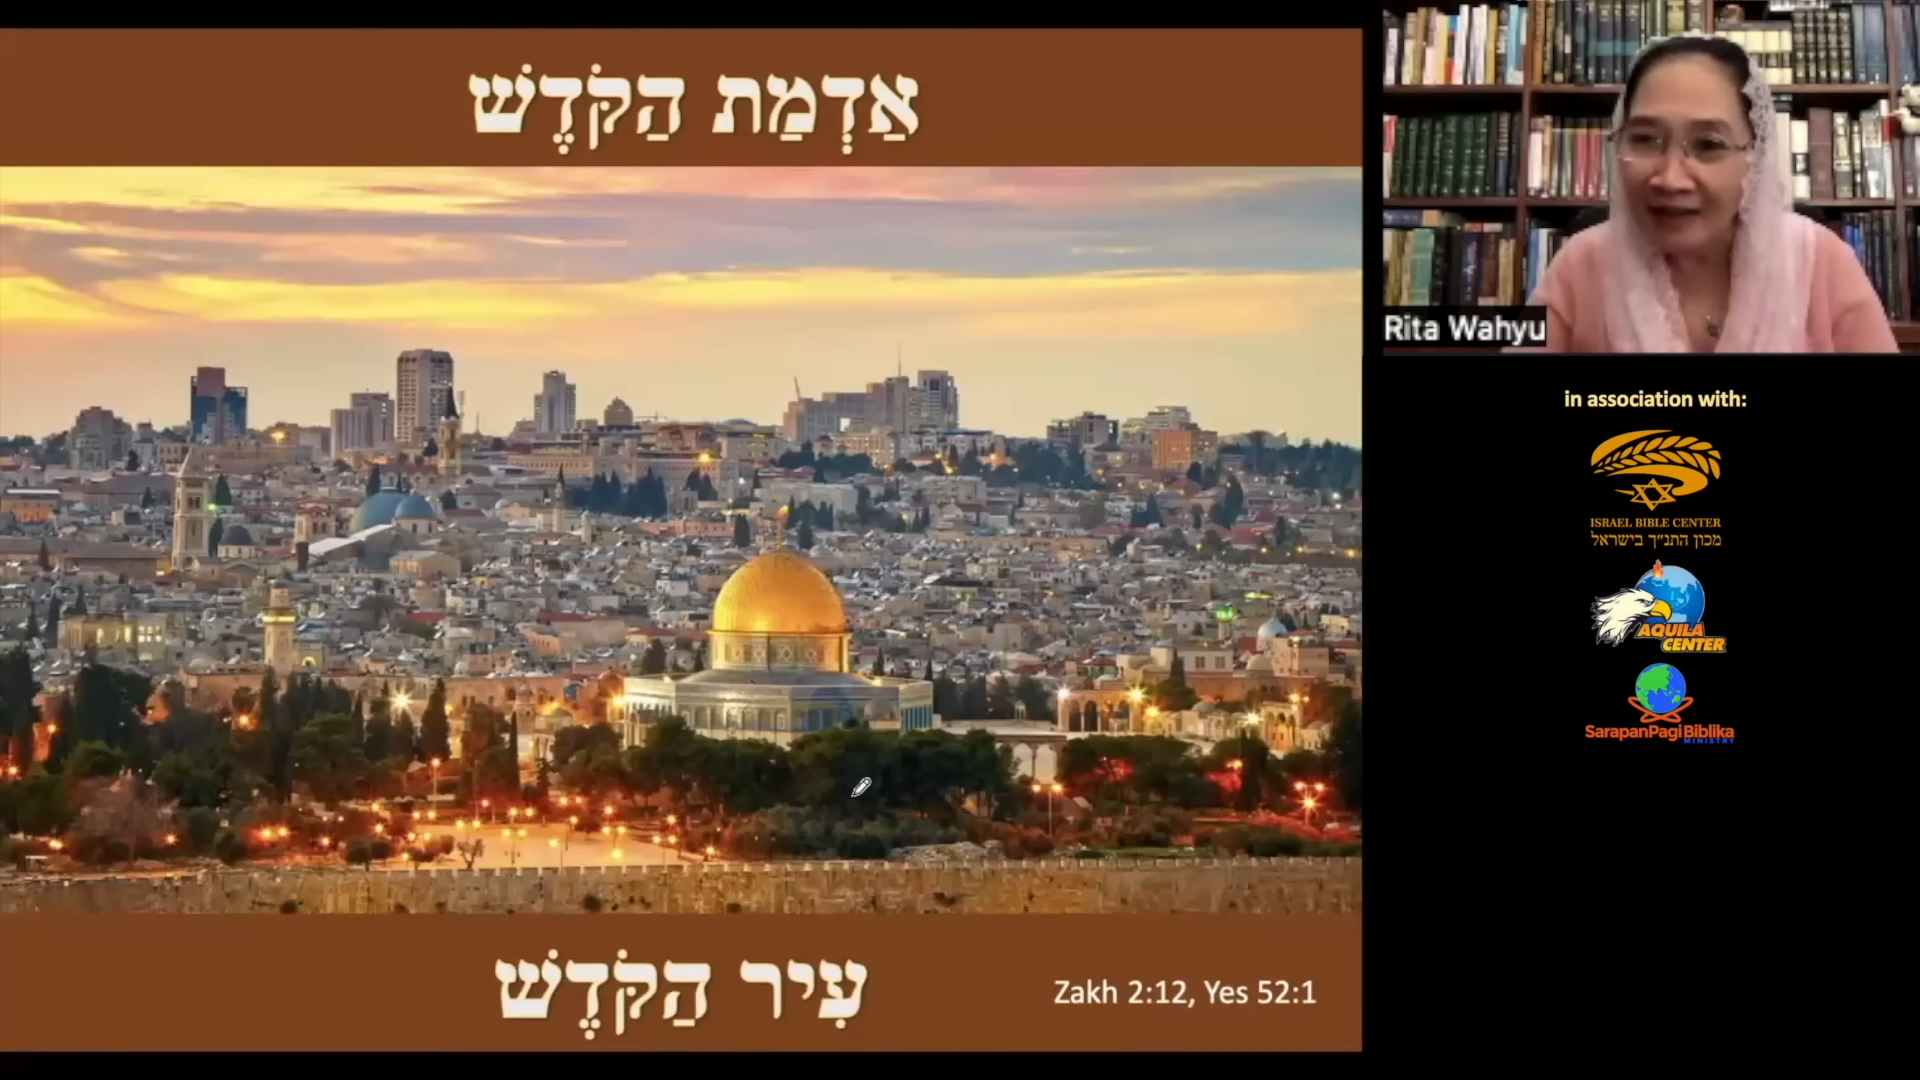 אַדְמַת הַקֹּדֶשׁ
Rita Wahyu
in association with:
ISRAEL BIBLE CENTER
מכון התנ״ך בישראל
AQUILA
CENTER
SarapanPagiBiblika
MINISTRY
עִיר הַקֹּדֶשׁ
Zakh 2:12, Yes 52:1